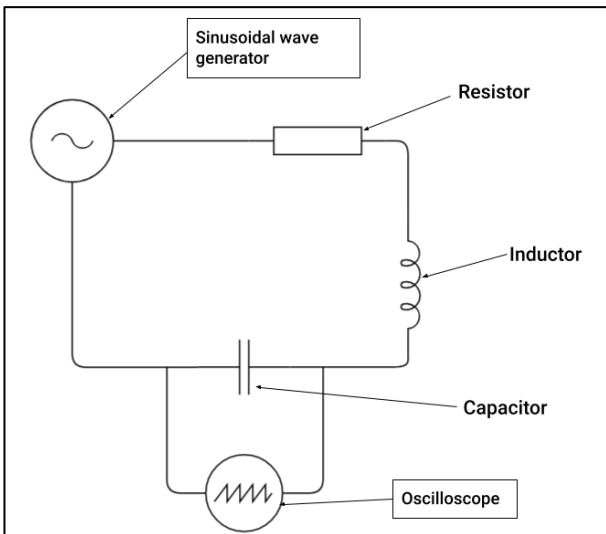 Sinusoidal wave
generator
Resistor
Inductor
Capacitor
Oscilloscope